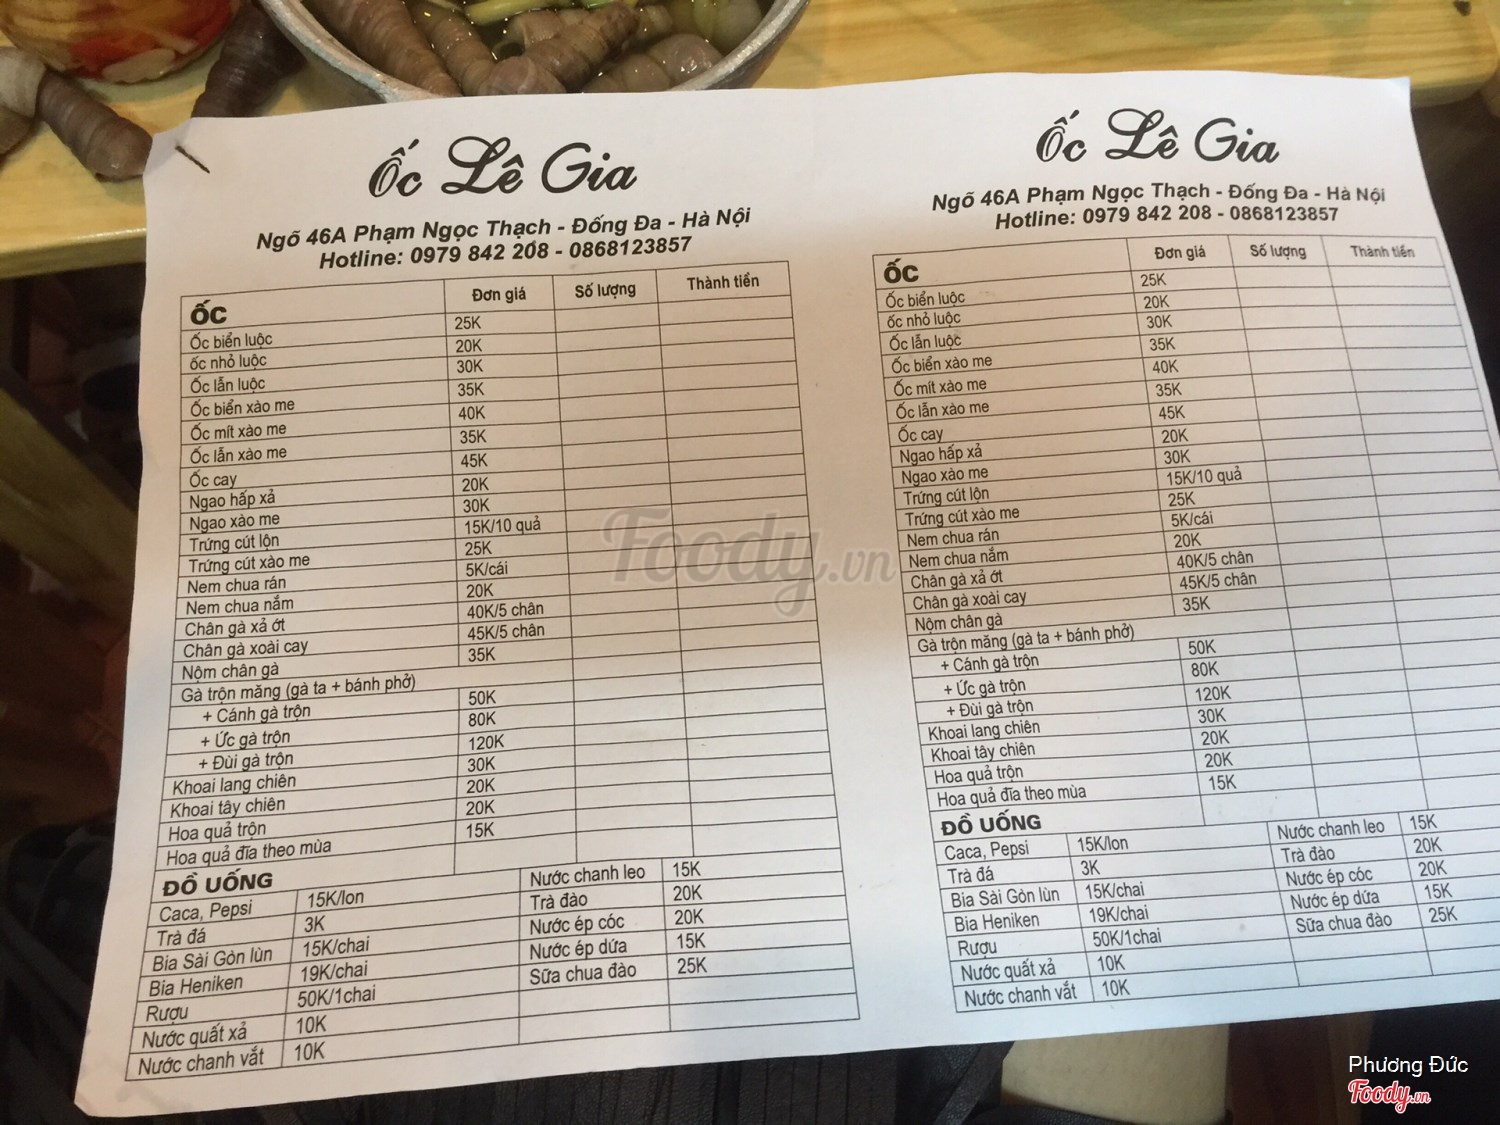 Ốc Lê Gia
Ngõ 46A Phạm Ngọc Thạch - Đống Đa - Hà Nội
Hotline: 0979 842 208 - 0868123857
ỐC Đơn giá Số lượng Thành tiền
Ốc biển luộc 25K
ốc nhỏ luộc 20K
Ốc lẫn luộc 30K
Ốc biển xào me 35K
Ốc mít xào me 40K
Ốc lẫn xào me 35K
Ốc cay 45K
Ngao hấp xả 20K
Ngao xào me 30K
Trứng cút lộn 15K/10 quả
Trứng cút xào me 25K
Nem chua rán 5K/cái
Nem chua nắm 20K
Chân gà xả ớt 40K/5 chân
Chân gà xoài cay 45K/5 chân
Nộm chân gà 35K
Gà trộn măng (gà ta + bánh phở)
+ Cánh gà trộn 50K
+ Ức gà trộn 80K
+ Đùi gà trộn 120K
Khoai lang chiên 30K
Khoai tây chiên 20K
Hoa quả trộn 20K
Hoa quả đĩa theo mùa 15K
ĐỒ UỐNG
Caca, Pepsi 15K/lon Nước chanh leo 15K
Trà đá 3K Trà đào 20K
Bia Sài Gòn lùn 15K/chai Nước ép cóc 20K
Bia Heniken 19K/chai Nước ép dứa 15K
Rượu 50K/1chai Sữa chua đào 25K
Nước quất xả 10K
Nước chanh vắt 10K
Ốc Lê Gia
Ngõ 46A Phạm Ngọc Thạch - Đống Đa - Hà Nội
Hotline: 0979 842 208 - 0868123857
ỐC Đơn giá Số lượng Thành tiền
Ốc biển luộc 25K
ốc nhỏ luộc 20K
Ốc lẫn luộc 30K
Ốc biển xào me 35K
Ốc mít xào me 40K
Ốc lẫn xào me 35K
Ốc cay 45K
Ngao hấp xả 20K
Ngao xào me 30K
Trứng cút lộn 15K/10 quả
Trứng cút xào me 25K
Nem chua rán 5K/cái
Nem chua nắm 20K
Chân gà xả ớt 40K/5 chân
Chân gà xoài cay 45K/5 chân
Nộm chân gà 35K
Gà trộn măng (gà ta + bánh phở)
+ Cánh gà trộn 50K
+ Ức gà trộn 80K
+ Đùi gà trộn 120K
Khoai lang chiên 30K
Khoai tây chiên 20K
Hoa quả trộn 20K
Hoa quả đĩa theo mùa 15K
ĐỒ UỐNG
Caca, Pepsi 15K/lon Nước chanh leo 15K
Trà đá 3K Trà đào 20K
Bia Sài Gòn lùn 15K/chai Nước ép cóc 20K
Bia Heniken 19K/chai Nước ép dứa 15K
Rượu 50K/1chai Sữa chua đào 25K
Nước quất xả 10K
Nước chanh vắt 10K
Foody.vn
Phương Đức
Foody.vn